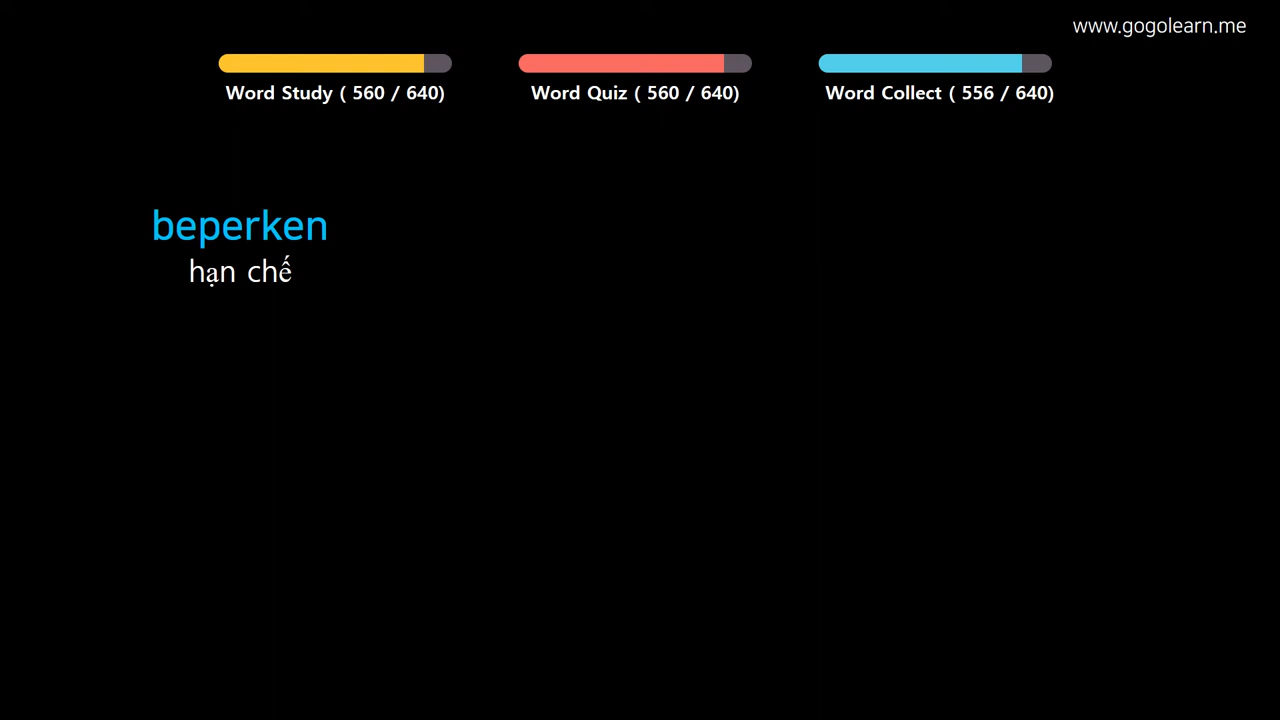 www.gogolearn.me
Word Study ( 560 / 640)
Word Quiz ( 560 / 640)
Word Collect ( 556 / 640)
beperken
hạn chế